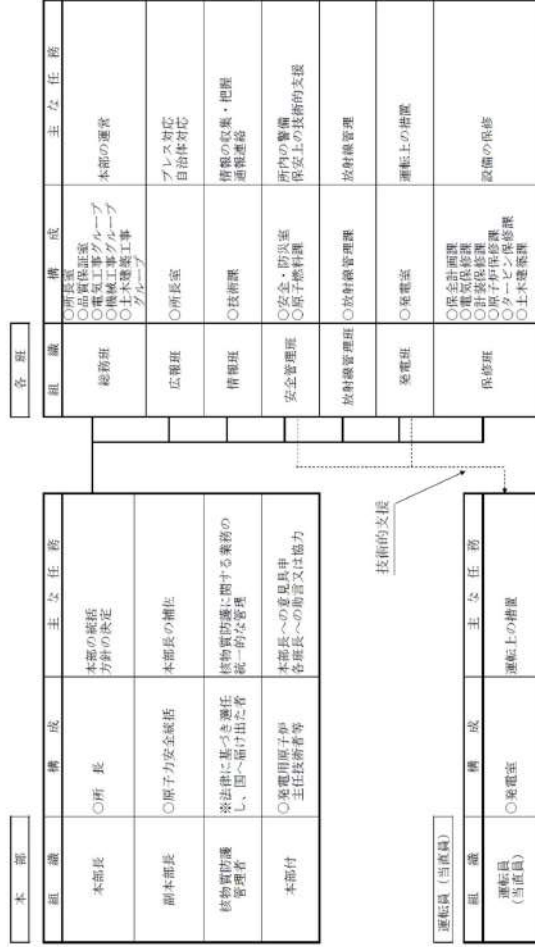 本 部
組 織 構 成 主 な 任 務
本部長 ○所 長 本部の統括
方針の決定
副本部長 ○原子力安全統括 本部長の補佐
核物質防護
管理者
※法律に基づき選任
し、国へ届け出た者
核物質防護に関する業務の
統一的な管理
本部付
○発電用原子炉
主任技術者等
本部長への意見具申
各班長への助言又は協力
運転員（当直員）
組 織 構 成 主 な 任 務
運転員
（当直員）
○発電室 運転上の措置
技術的支援
各 班
組 織 構 成 主 な 任 務
総務班
○所長室
○品質保証室
○電気工事グループ
○機械工事グループ
○土木建築工事
グループ
本部の運営
広報班 ○所長室 プレス対応
自治体対応
情報班 ○技術課 情報の収集・把握
通報連絡
安全管理班
○安全・防災室
○原子燃料課
所内の警備
保安上の技術的支援
放射線管理班 ○放射線管理課 放射線管理
発電班 ○発電室 運転上の措置
保修班
○保全計画課
○電気保修課
○計装保修課
○原子炉保修課
○タービン保修課
○土木建築課
設備の保修